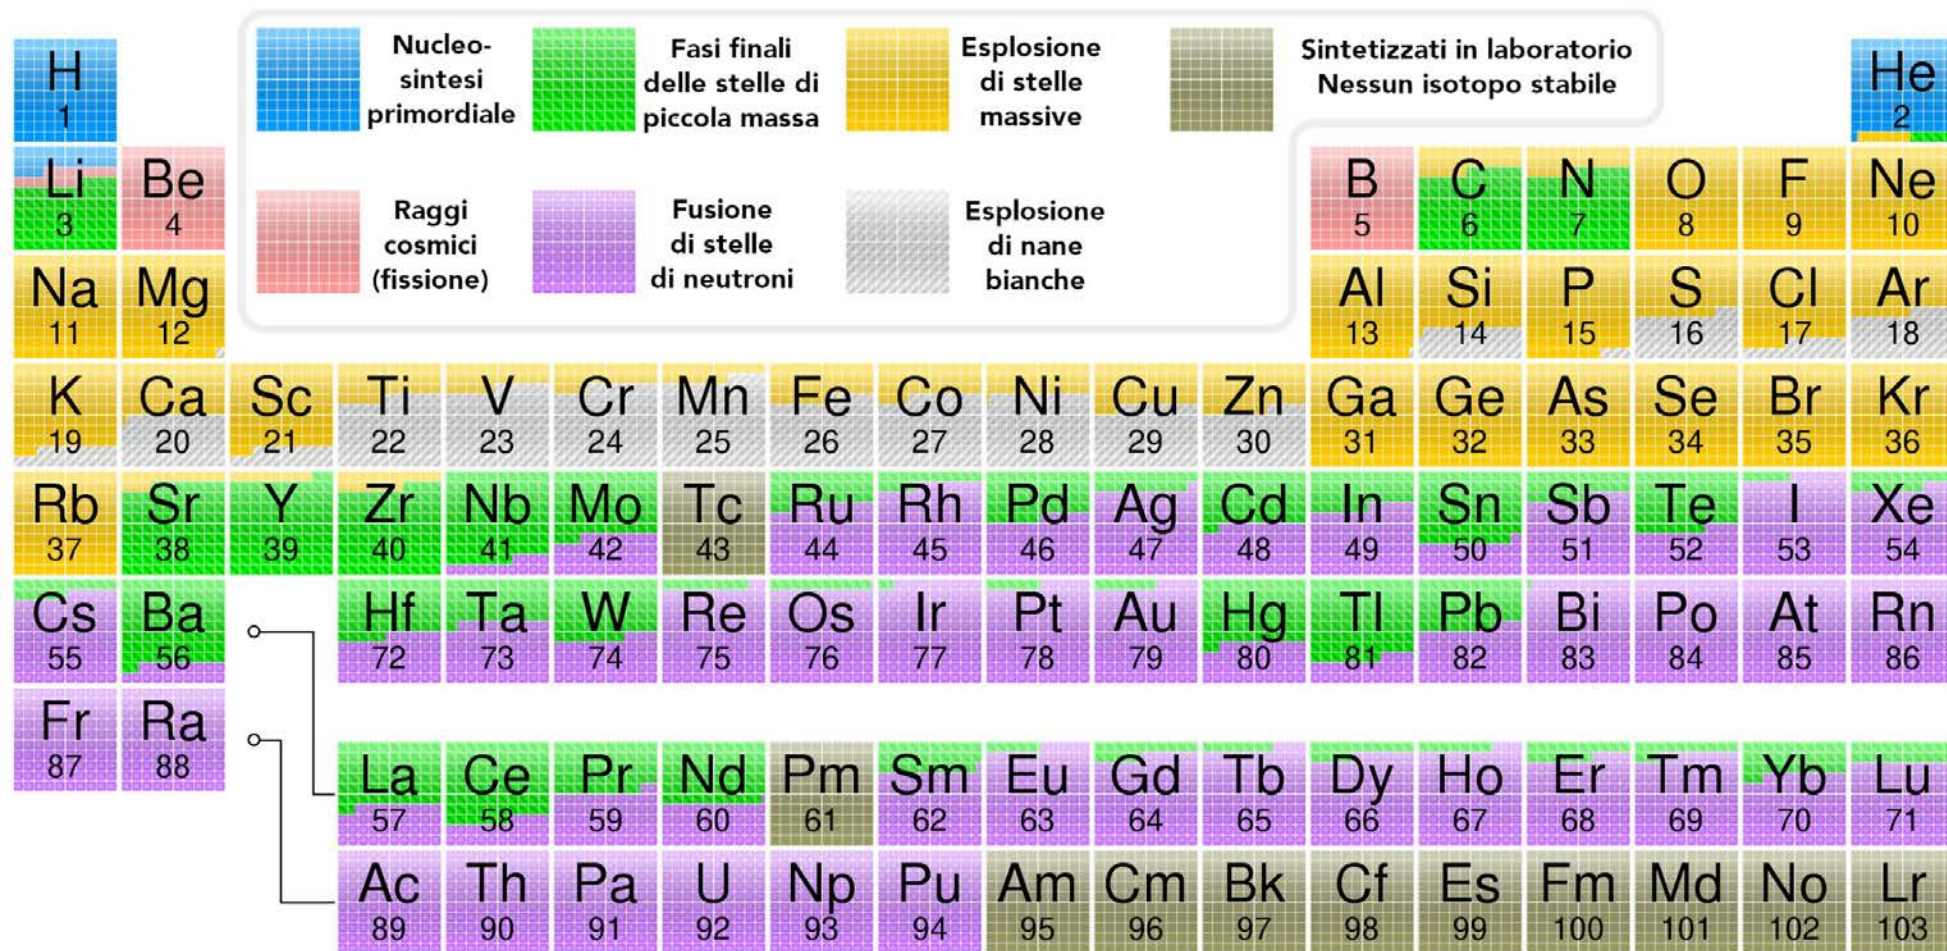 Nucleo-
sintesi
primordiale
Fasi finali
delle stelle di
piccola massa
Esplosione
di stelle
massive
Sintetizzati in laboratorio
Nessun isotopo stabile
Raggi
cosmici
(fissione)
Fusione
di stelle
di neutroni
Esplosione
di nane
bianche
H He
1 2
Li Be B C N O F Ne
3 4 5 6 7 8 9 10
Na Mg Al Si P S Cl Ar
11 12 13 14 15 16 17 18
K Ca Sc Ti V Cr Mn Fe Co Ni Cu Zn Ga Ge As Se Br Kr
19 20 21 22 23 24 25 26 27 28 29 30 31 32 33 34 35 36
Rb Sr Y Zr Nb Mo Tc Ru Rh Pd Ag Cd In Sn Sb Te I Xe
37 38 39 40 41 42 43 44 45 46 47 48 49 50 51 52 53 54
Cs Ba Hf Ta W Re Os Ir Pt Au Hg Tl Pb Bi Po At Rn
55 56 72 73 74 75 76 77 78 79 80 81 82 83 84 85 86
Fr Ra
87 88
La Ce Pr Nd Pm Sm Eu Gd Tb Dy Ho Er Tm Yb Lu
57 58 59 60 61 62 63 64 65 66 67 68 69 70 71
Ac Th Pa U Np Pu Am Cm Bk Cf Es Fm Md No Lr
89 90 91 92 93 94 95 96 97 98 99 100 101 102 103